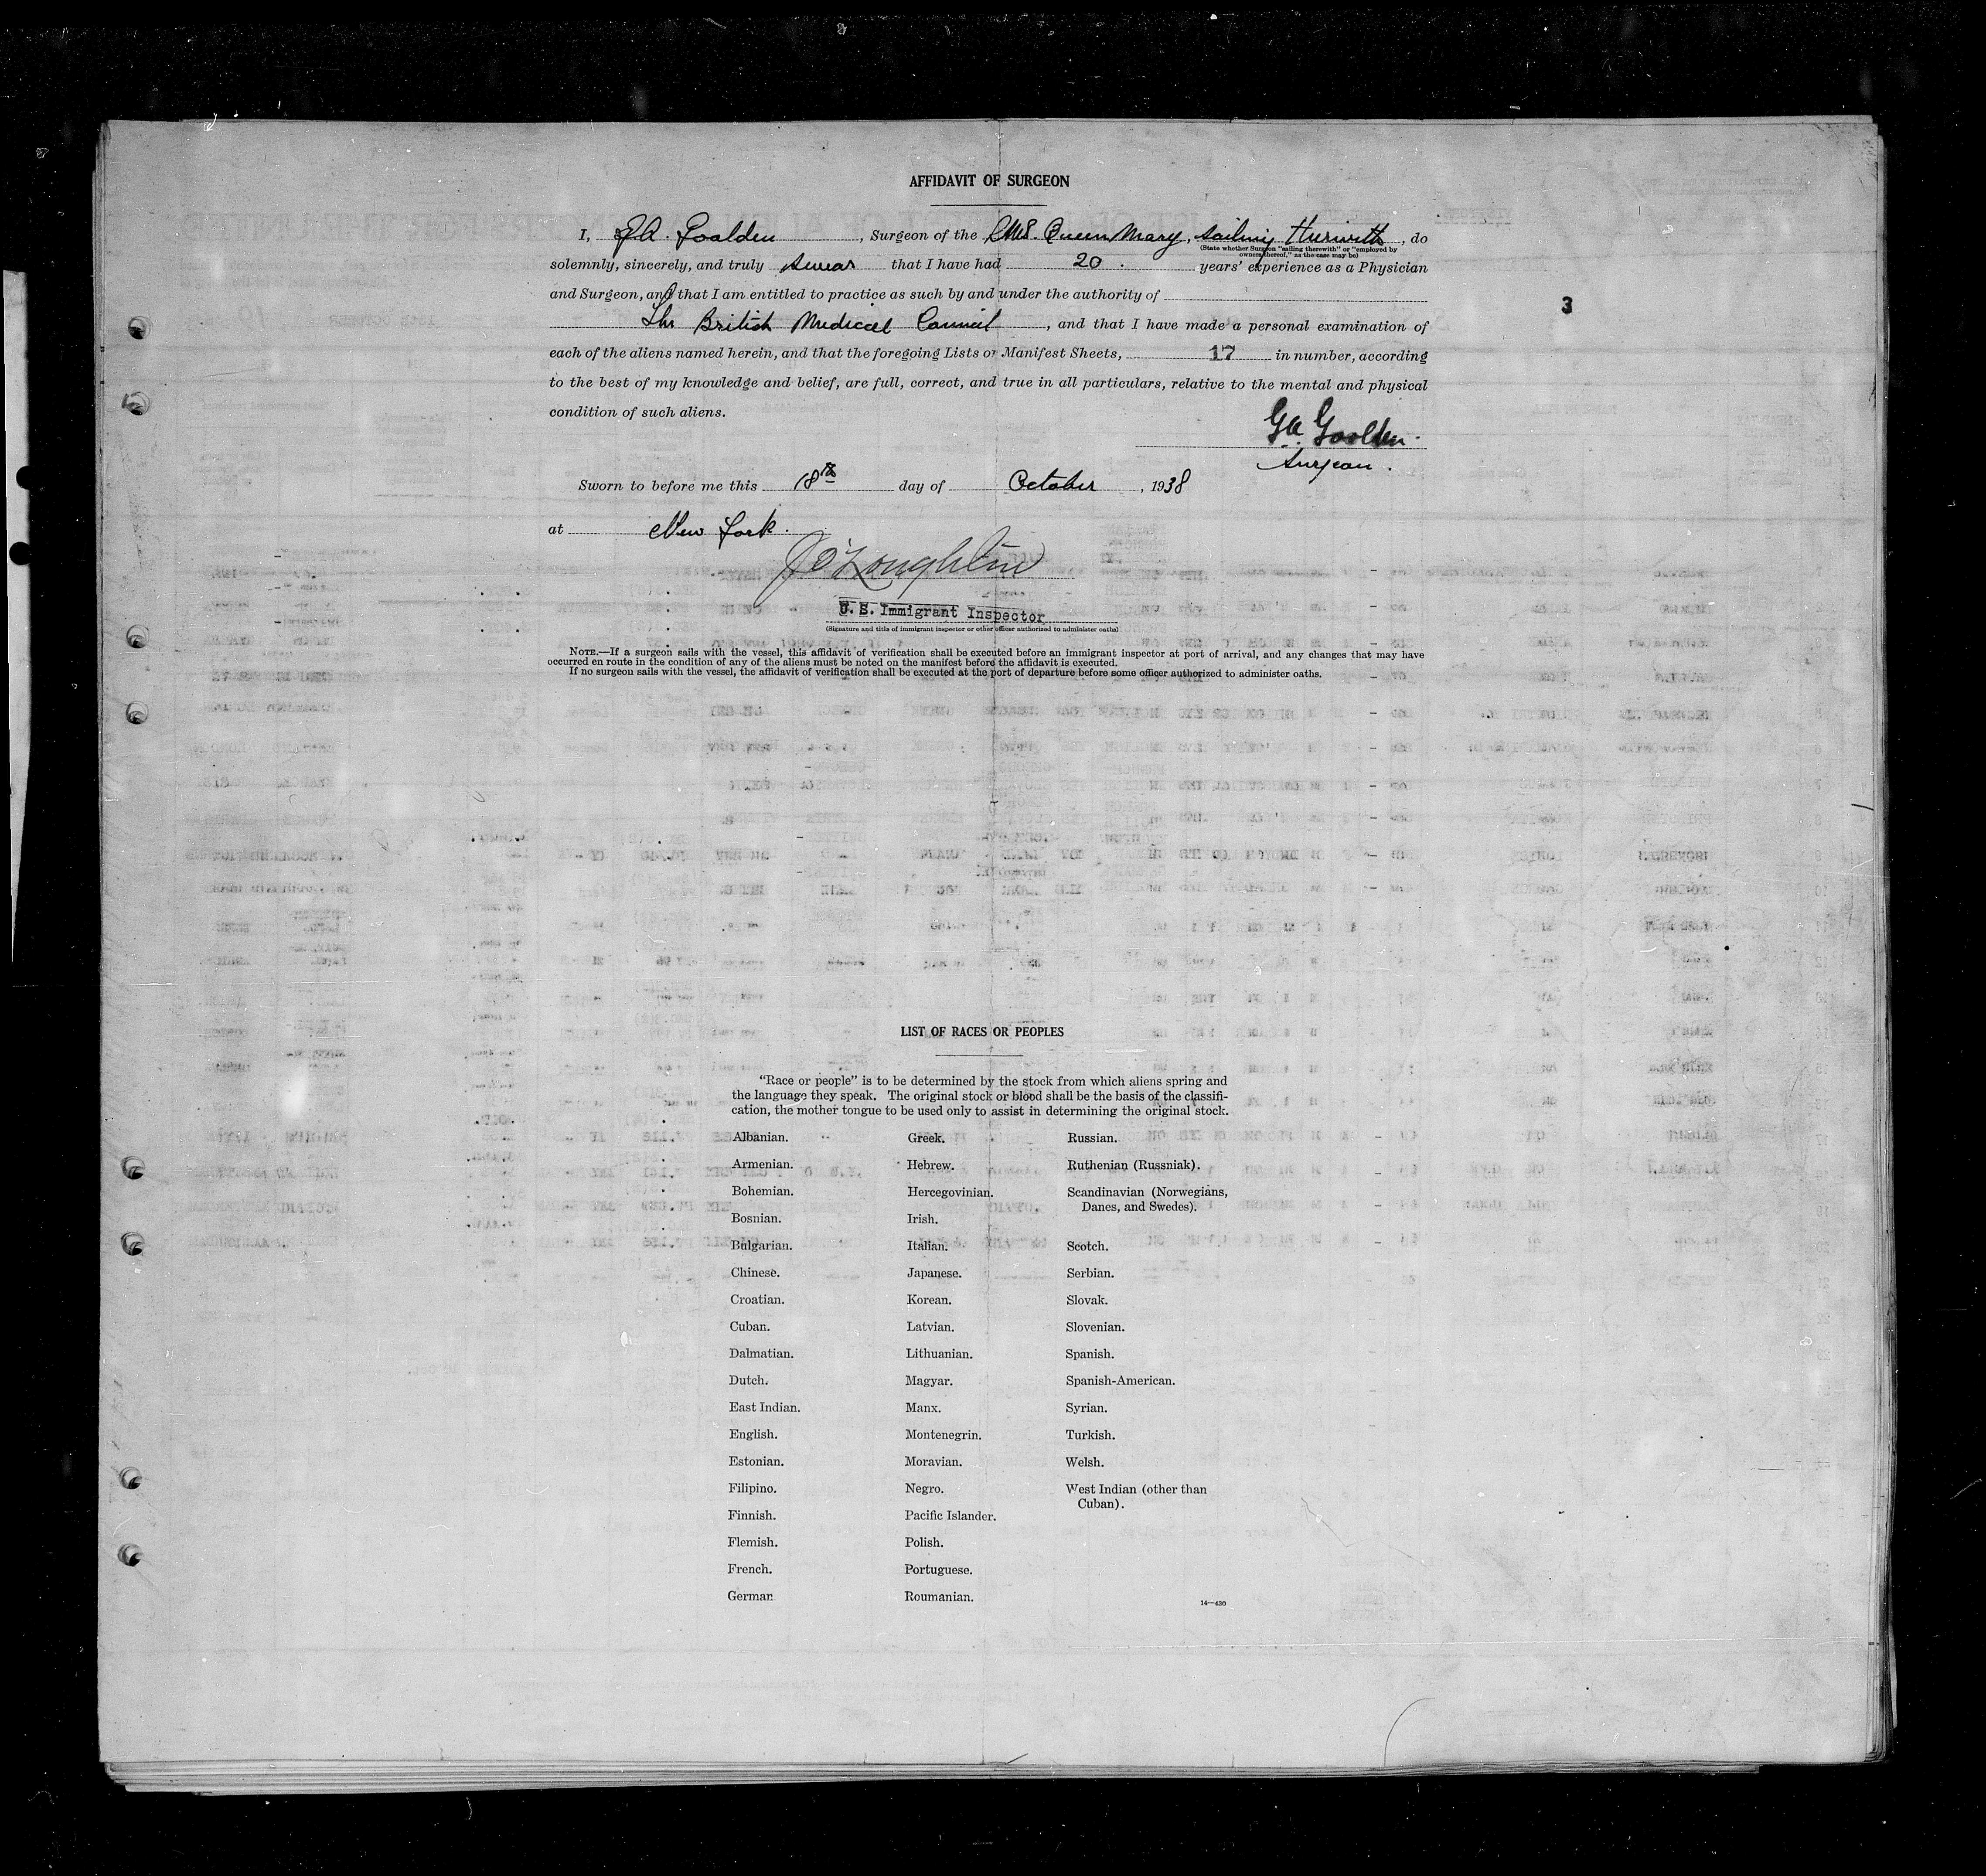 AFFIDAVIT OF SURGEON
I, G.A. Goolden, Surgeon of the R.M.S. Queen Mary, sailing therewith, do
(State whether Surgeon "sailing therewith" or "employed by
owners thereof," as the case may be)
solemnly, sincerely, and truly swear that I have had 20. years' experience as a Physician
and Surgeon, and that I am entitled to practice as such by and under the authority of
The British Medical Council, and that I have made a personal examination of
3
each of the aliens named herein, and that the foregoing Lists or Manifest Sheets, 17 in number, according
to the best of my knowledge and belief, are full, correct, and true in all particulars, relative to the mental and physical
condition of such aliens.
G.A. Goolden.
Surgeon.
Sworn to before me this 18th day of October, 1938
at New York.
J O'Loughlin
U. S. Immigrant Inspector
(Signature and title of immigrant inspector or other officer authorized to administer oaths)
NOTE.—If a surgeon sails with the vessel, this affidavit of verification shall be executed before an immigrant inspector at port of arrival, and any changes that may have
occurred en route in the condition of any of the aliens must be noted on the manifest before the affidavit is executed.
If no surgeon sails with the vessel, the affidavit of verification shall be executed at the port of departure before some officer authorized to administer oaths.
LIST OF RACES OR PEOPLES
"Race or people" is to be determined by the stock from which aliens spring and
the language they speak. The original stock or blood shall be the basis of the classifi-
cation, the mother tongue to be used only to assist in determining the original stock.
Albanian.
Armenian.
Bohemian.
Bosnian.
Bulgarian.
Chinese.
Croatian.
Cuban.
Dalmatian.
Dutch.
East Indian.
English.
Estonian.
Filipino.
Finnish.
Flemish.
French.
German
Greek.
Hebrew.
Hercegovinian.
Irish.
Italian.
Japanese.
Korean.
Latvian.
Lithuanian.
Magyar.
Manx.
Montenegrin.
Moravian.
Negro.
Pacific Islander.
Polish.
Portuguese.
Roumanian.
Russian.
Ruthenian (Russniak).
Scandinavian (Norwegians,
Danes, and Swedes).
Scotch.
Serbian.
Slovak.
Slovenian.
Spanish.
Spanish-American.
Syrian.
Turkish.
Welsh.
West Indian (other than
Cuban).
14—430